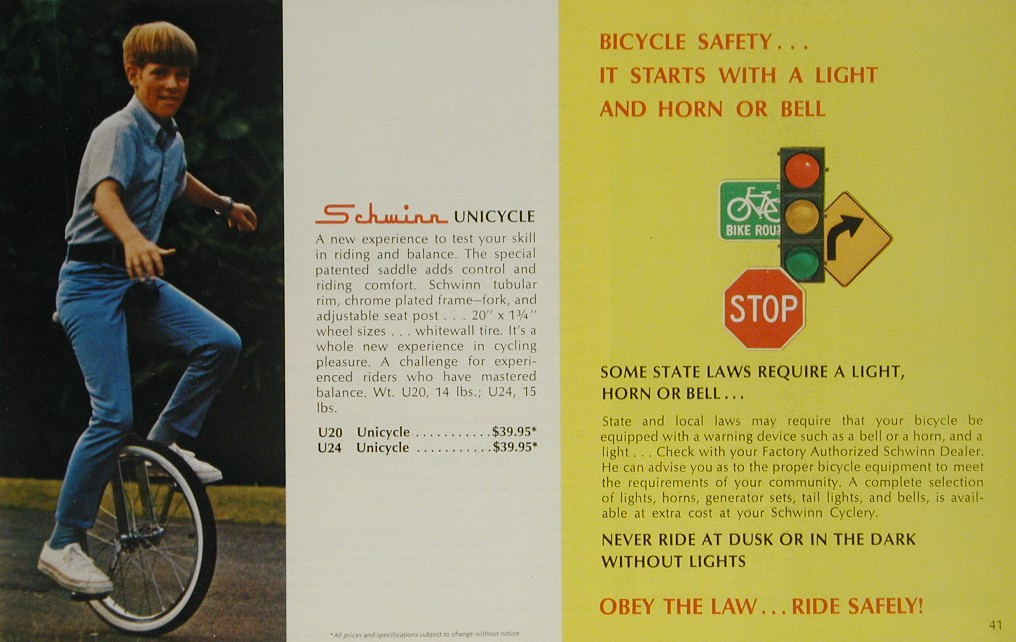 Schwinn UNICYCLE
A new experience to test your skill
in riding and balance. The special
patented saddle adds control and
riding comfort. Schwinn tubular
rim, chrome plated frame—fork, and
adjustable seat post . . . 20" x 1¾"
wheel sizes . . . whitewall tire. It's a
whole new experience in cycling
pleasure. A challenge for experi-
enced riders who have mastered
balance. Wt. U20, 14 lbs.; U24, 15
lbs.
U20 Unicycle . . . . . . . . . . .$39.95*
U24 Unicycle . . . . . . . . . . .$39.95*
*All prices and specifications subject to change without notice.
BICYCLE SAFETY . . .
IT STARTS WITH A LIGHT
AND HORN OR BELL
BIKE ROU
STOP
SOME STATE LAWS REQUIRE A LIGHT,
HORN OR BELL . . .
State and local laws may require that your bicycle be
equipped with a warning device such as a bell or a horn, and a
light . . . Check with your Factory Authorized Schwinn Dealer.
He can advise you as to the proper bicycle equipment to meet
the requirements of your community. A complete selection
of lights, horns, generator sets, tail lights, and bells, is avail-
able at extra cost at your Schwinn Cyclery.
NEVER RIDE AT DUSK OR IN THE DARK
WITHOUT LIGHTS
OBEY THE LAW . . . RIDE SAFELY!
41